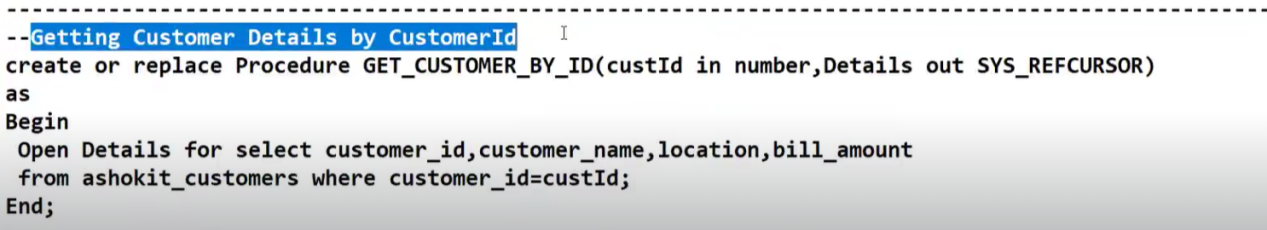 --Getting Customer Details by CustomerId
create or replace Procedure GET_CUSTOMER_BY_ID(custId in number,Details out SYS_REFCURSOR)
as
Begin
Open Details for select customer_id,customer_name,location,bill_amount
from ashokit_customers where customer_id=custId;
End;